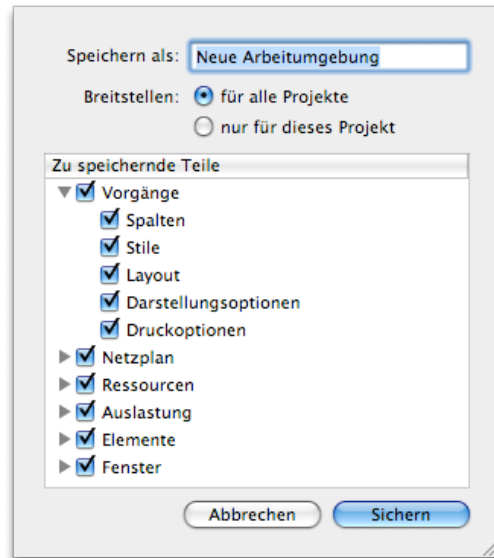 Speichern als: Neue Arbeitumgebung
Breitstellen: für alle Projekte
nur für dieses Projekt
Zu speichernde Teile
Vorgänge
Spalten
Stile
Layout
Darstellungsoptionen
Druckoptionen
Netzplan
Ressourcen
Auslastung
Elemente
Fenster
Abbrechen Sichern